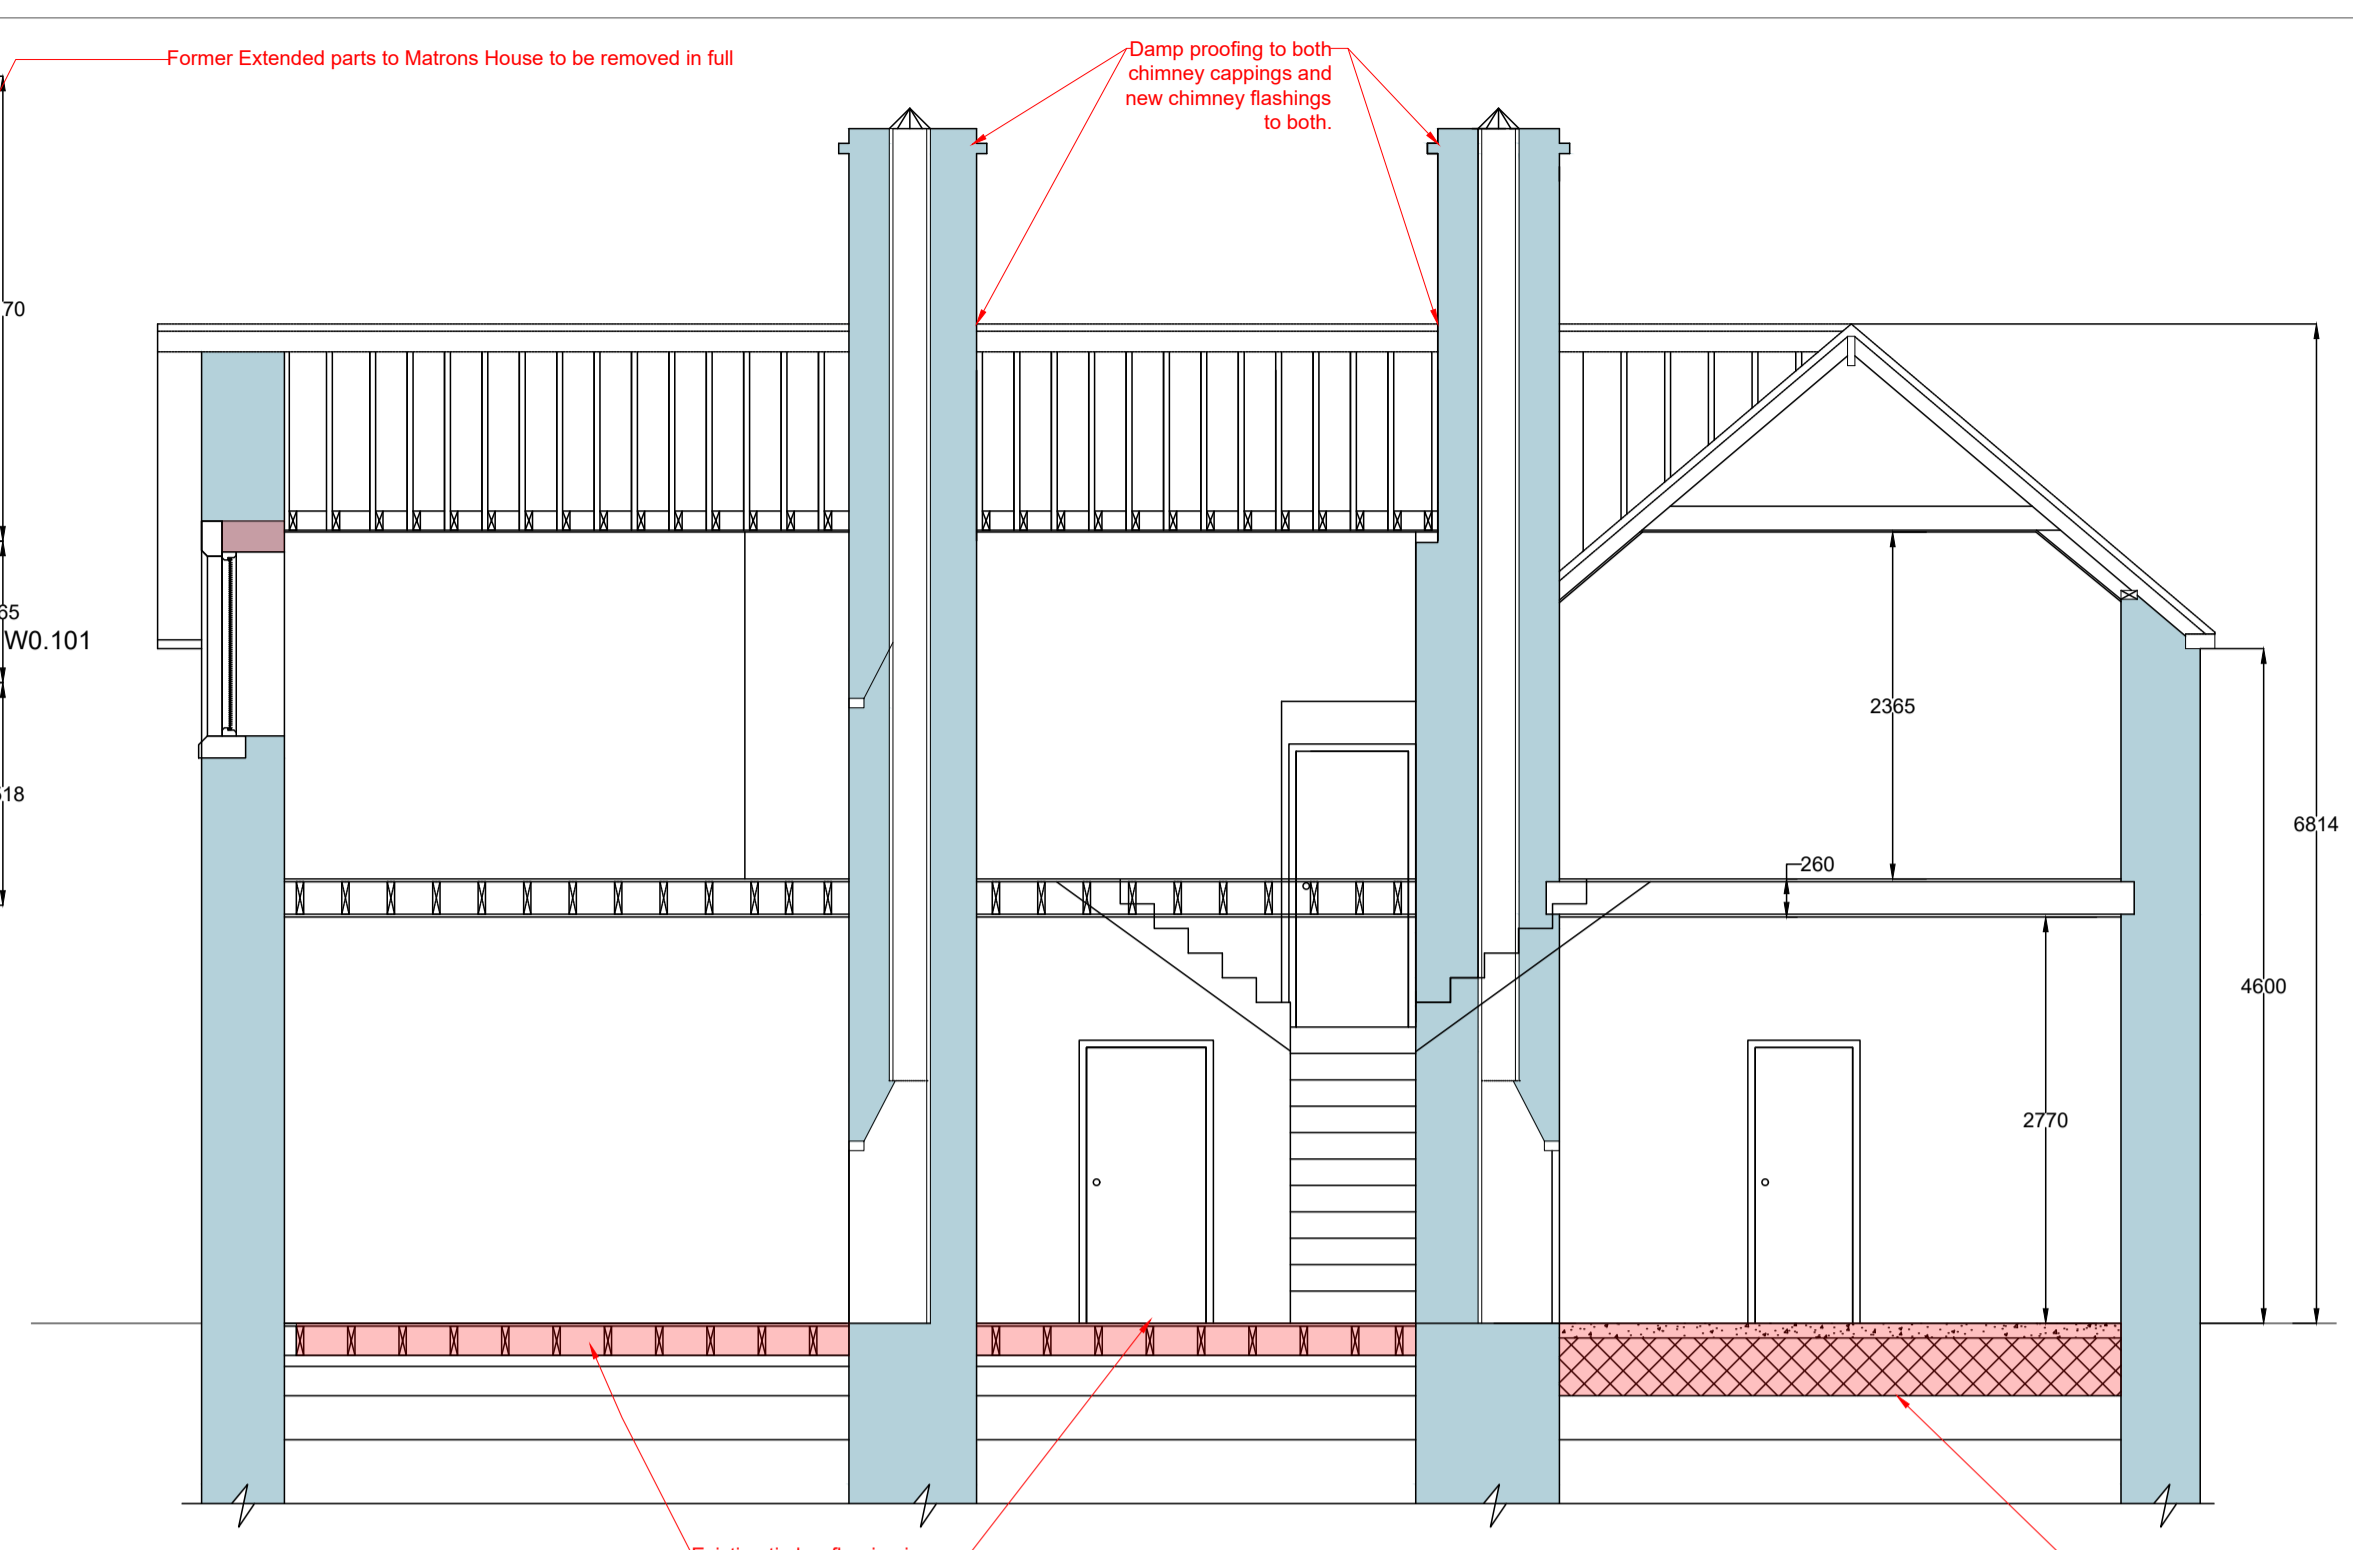 Former Extended parts to Matrons House to be removed in full
Damp proofing to both
chimney cappings and
new chimney flashings
to both.
70
65
W0.101
18
2365
260
6814
4600
2770